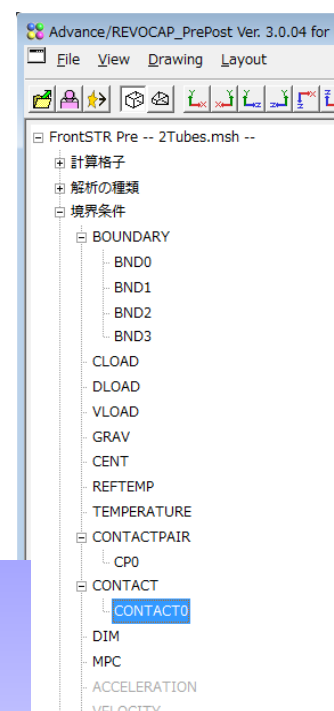 Advance/REVOCAP_PrePost Ver. 3.0.04 for
File View Drawing Layout
FrontSTR Pre -- 2Tubes.msh --
計算格子
解析の種類
境界条件
BOUNDARY
BND0
BND1
BND2
BND3
CLOAD
DLOAD
VLOAD
GRAV
CENT
REFTEMP
TEMPERATURE
CONTACTPAIR
CP0
CONTACT
CONTACT0
DIM
MPC
ACCELERATION
VELOCITY